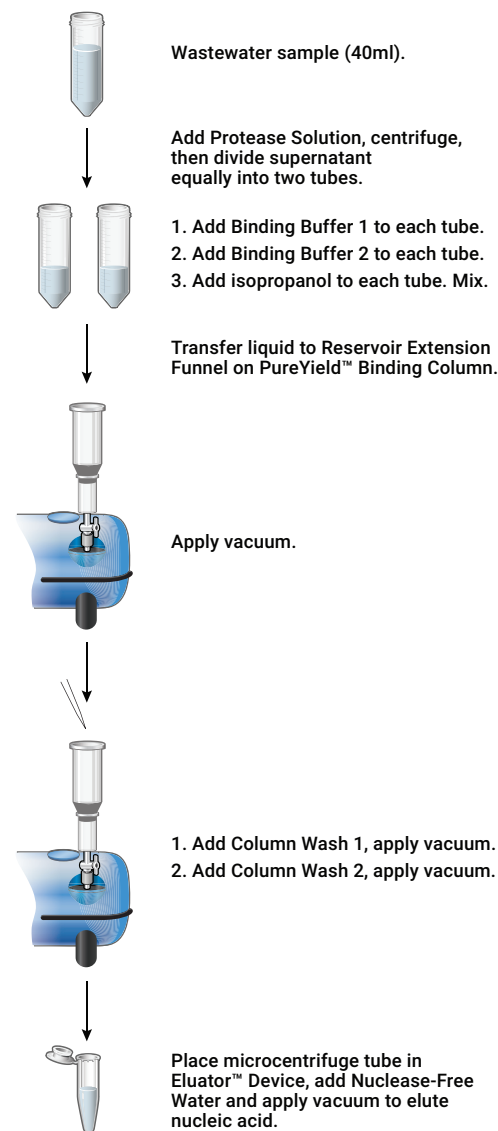 Wastewater sample (40ml).
Add Protease Solution, centrifuge,
then divide supernatant
equally into two tubes.
1. Add Binding Buffer 1 to each tube.
2. Add Binding Buffer 2 to each tube.
3. Add isopropanol to each tube. Mix.
Transfer liquid to Reservoir Extension
Funnel on PureYield™ Binding Column.
Apply vacuum.
1. Add Column Wash 1, apply vacuum.
2. Add Column Wash 2, apply vacuum.
Place microcentrifuge tube in
Eluator™ Device, add Nuclease-Free
Water and apply vacuum to elute
nucleic acid.